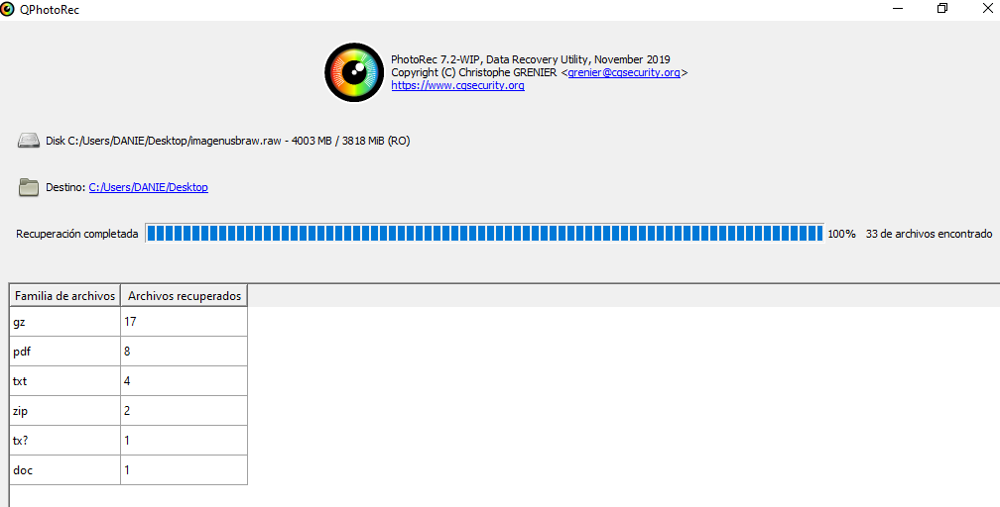 QPhotoRec
PhotoRec 7.2-WIP, Data Recovery Utility, November 2019
Copyright (C) Christophe GRENIER <grenier@cgsecurity.org>
https://www.cgsecurity.org
Disk C:/Users/DANIE/Desktop/imagenusbraw.raw - 4003 MB / 3818 MiB (RO)
Destino: C:/Users/DANIE/Desktop
Recuperación completada 100% 33 de archivos encontrado
Familia de archivos Archivos recuperados
gz 17
pdf 8
txt 4
zip 2
tx? 1
doc 1